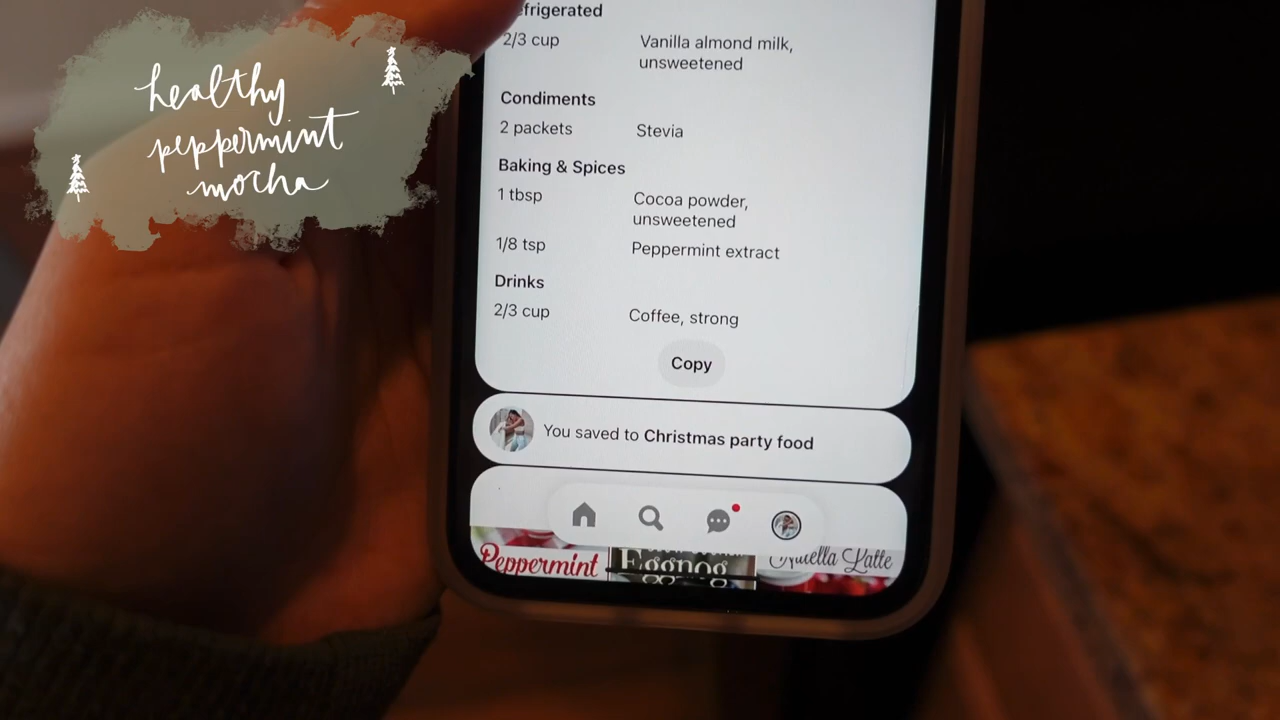 healthy
peppermint
mocha
efrigerated
2/3 cup Vanilla almond milk,
unsweetened
Condiments
2 packets Stevia
Baking & Spices
1 tbsp Cocoa powder,
unsweetened
1/8 tsp Peppermint extract
Drinks
2/3 cup Coffee, strong
Copy
You saved to Christmas party food
Peppermint Eggnog Nutella Latte